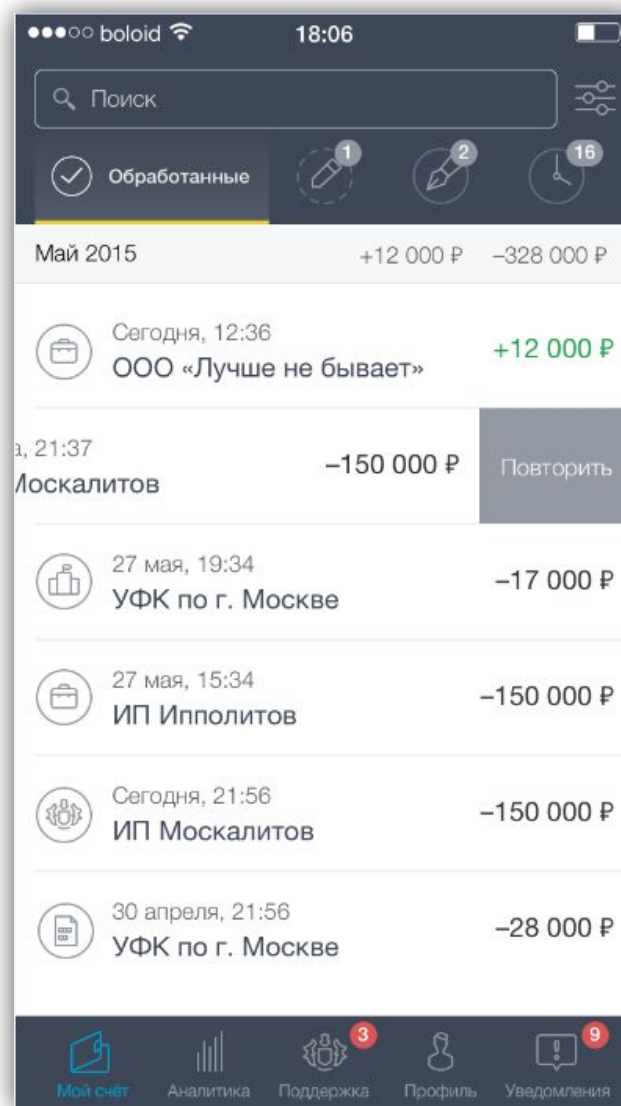 boloid 18:06
Поиск
Обработанные 1 2 16
Май 2015 +12 000 ₽ –328 000 ₽
Сегодня, 12:36
ООО «Лучше не бывает» +12 000 ₽
а, 21:37
Москалитов –150 000 ₽ Повторить
27 мая, 19:34
УФК по г. Москве –17 000 ₽
27 мая, 15:34
ИП Ипполитов –150 000 ₽
Сегодня, 21:56
ИП Москалитов –150 000 ₽
30 апреля, 21:56
УФК по г. Москве –28 000 ₽
3 9
Мой счёт Аналитика Поддержка Профиль Уведомления